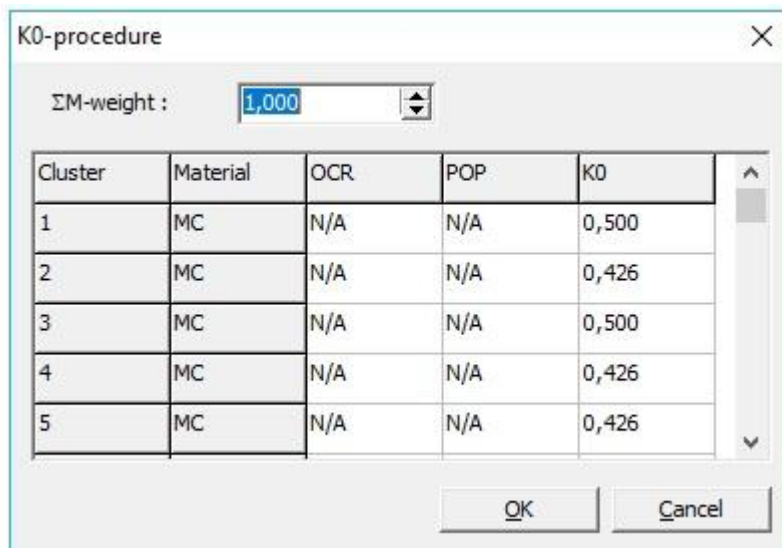 K0-procedure
ΣM-weight : 1,000
Cluster Material OCR POP K0
1 MC N/A N/A 0,500
2 MC N/A N/A 0,426
3 MC N/A N/A 0,500
4 MC N/A N/A 0,426
5 MC N/A N/A 0,426
OK Cancel